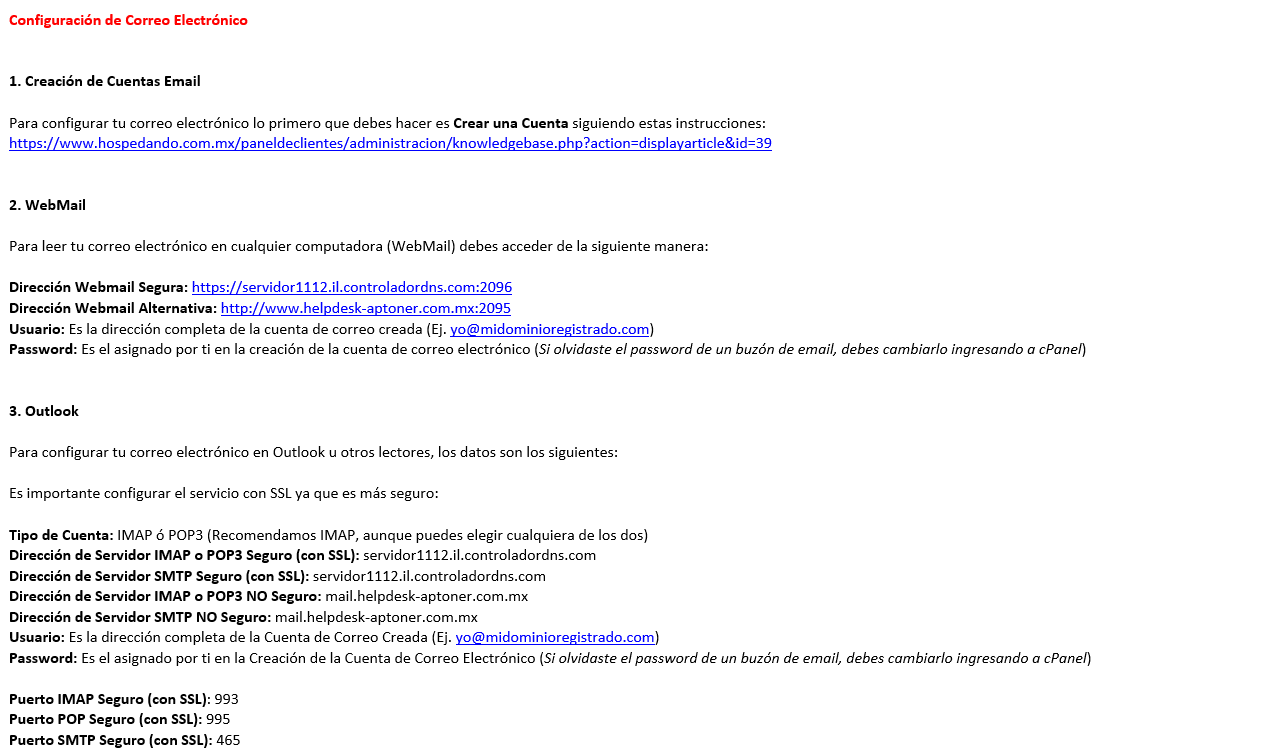 Configuración de Correo Electrónico
1. Creación de Cuentas Email
Para configurar tu correo electrónico lo primero que debes hacer es Crear una Cuenta siguiendo estas instrucciones:
https://www.hospedando.com.mx/paneldeclientes/administracion/knowledgebase.php?action=displayarticle&id=39
2. WebMail
Para leer tu correo electrónico en cualquier computadora (WebMail) debes acceder de la siguiente manera:
Dirección Webmail Segura: https://servidor1112.il.controladordns.com:2096
Dirección Webmail Alternativa: http://www.helpdesk-aptoner.com.mx:2095
Usuario: Es la dirección completa de la cuenta de correo creada (Ej. yo@midominioregistrado.com)
Password: Es el asignado por ti en la creación de la cuenta de correo electrónico (Si olvidaste el password de un buzón de email, debes cambiarlo ingresando a cPanel)
3. Outlook
Para configurar tu correo electrónico en Outlook u otros lectores, los datos son los siguientes:
Es importante configurar el servicio con SSL ya que es más seguro:
Tipo de Cuenta: IMAP ó POP3 (Recomendamos IMAP, aunque puedes elegir cualquiera de los dos)
Dirección de Servidor IMAP o POP3 Seguro (con SSL): servidor1112.il.controladordns.com
Dirección de Servidor SMTP Seguro (con SSL): servidor1112.il.controladordns.com
Dirección de Servidor IMAP o POP3 NO Seguro: mail.helpdesk-aptoner.com.mx
Dirección de Servidor SMTP NO Seguro: mail.helpdesk-aptoner.com.mx
Usuario: Es la dirección completa de la Cuenta de Correo Creada (Ej. yo@midominioregistrado.com)
Password: Es el asignado por ti en la Creación de la Cuenta de Correo Electrónico (Si olvidaste el password de un buzón de email, debes cambiarlo ingresando a cPanel)
Puerto IMAP Seguro (con SSL): 993
Puerto POP Seguro (con SSL): 995
Puerto SMTP Seguro (con SSL): 465